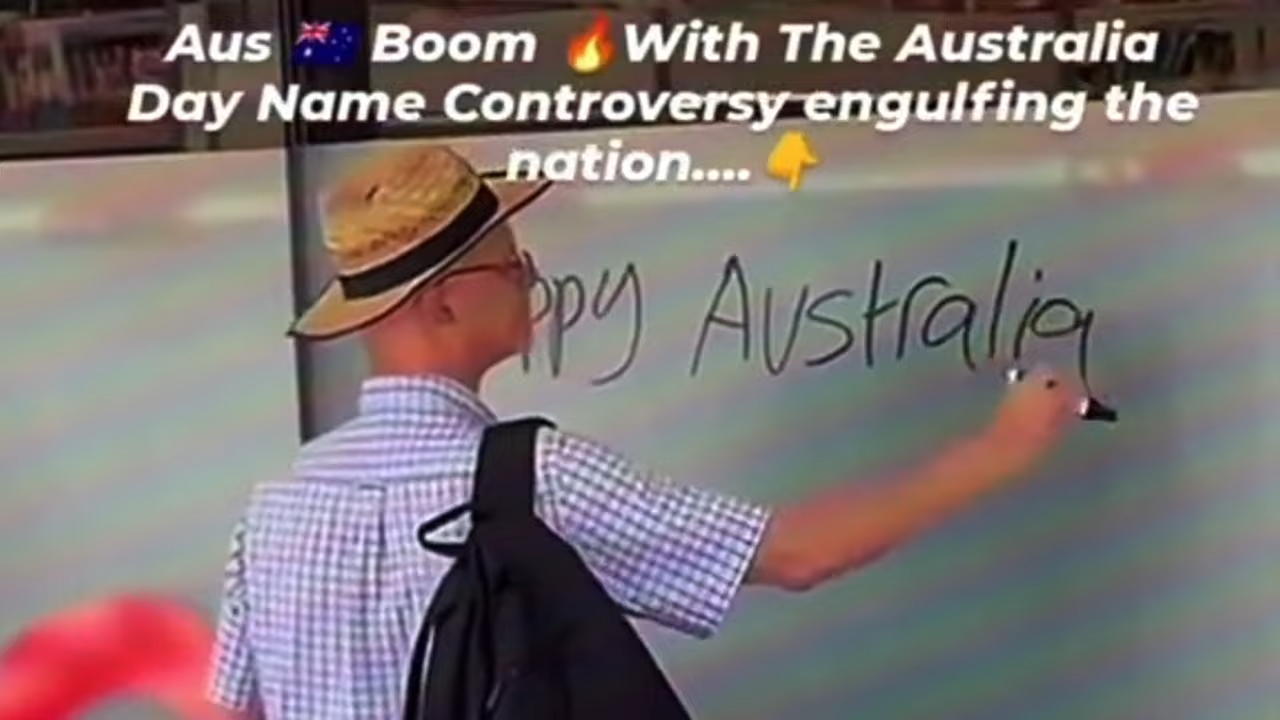 Aus 🇦🇺 Boom 🔥With The Australia
Day Name Controversy engulfing the
nation.... 👇
ppy Australia